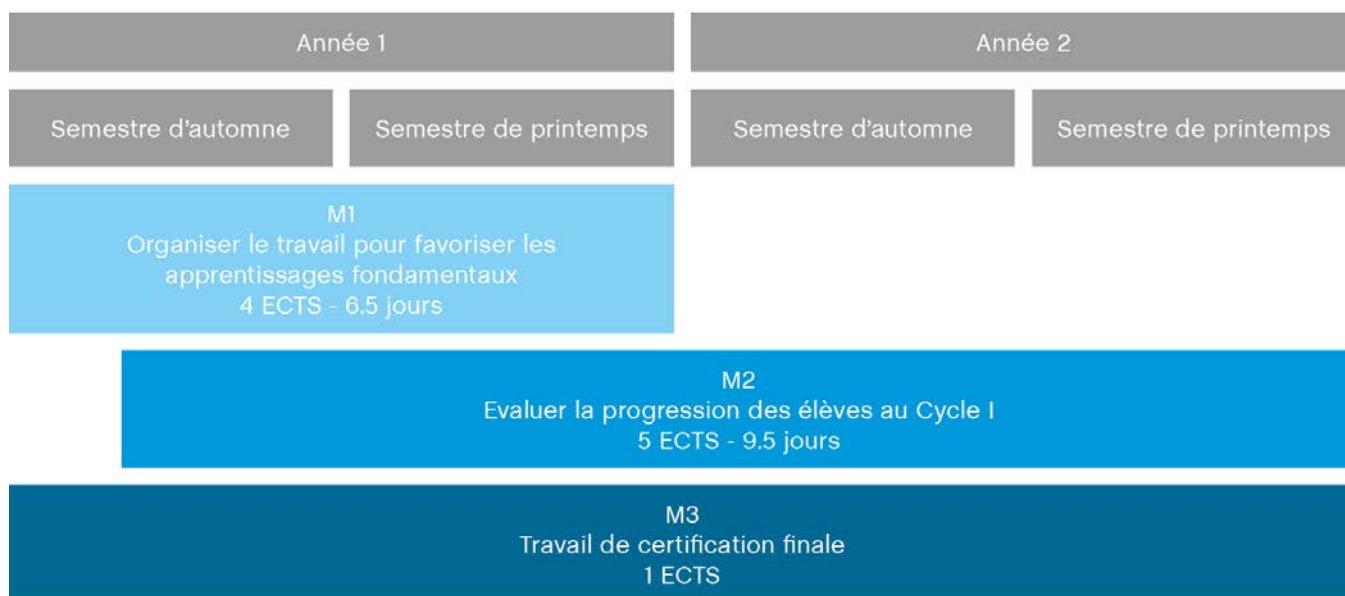 Année 1
Année 2
Semestre d'automne
Semestre de printemps
Semestre d'automne
Semestre de printemps
M1
Organiser le travail pour favoriser les
apprentissages fondamentaux
4 ECTS - 6.5 jours
M2
Evaluer la progression des élèves au Cycle I
5 ECTS - 9.5 jours
M3
Travail de certification finale
1 ECTS